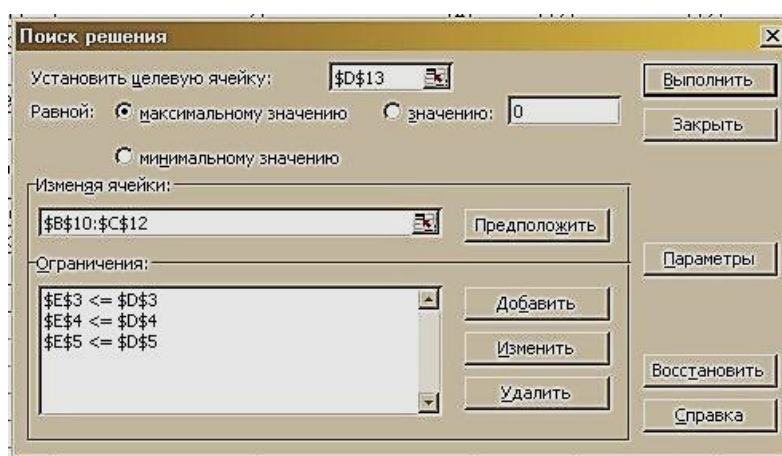 Поиск решения
Установить целевую ячейку: $D$13
Выполнить
Равной: максимальному значению значению: 0
Закрыть
минимальному значению
Изменяя ячейки:
$B$10:$C$12
Предположить
Ограничения:
Параметры
$E$3 <= $D$3
$E$4 <= $D$4
$E$5 <= $D$5
Добавить
Изменить
Удалить
Восстановить
Справка